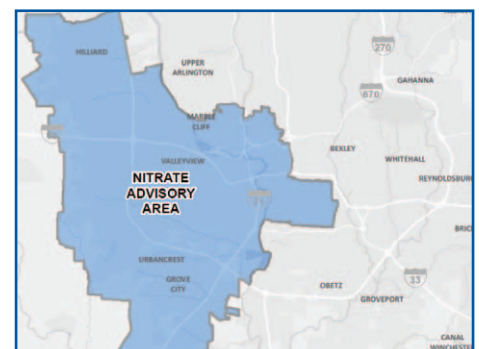 HILLIARD
UPPER
ARLINGTON
270
GAHANNA
670
MARBLE
CLIFF
BEXLEY
WHITEHALL
VALLEYVIEW
REYNOLDSBURG
NITRATE
ADVISORY
AREA
BRIC
URBANCREST
GROVE
CITY
33
OBETZ
GROVEPORT
CANAL
WINCHESTER